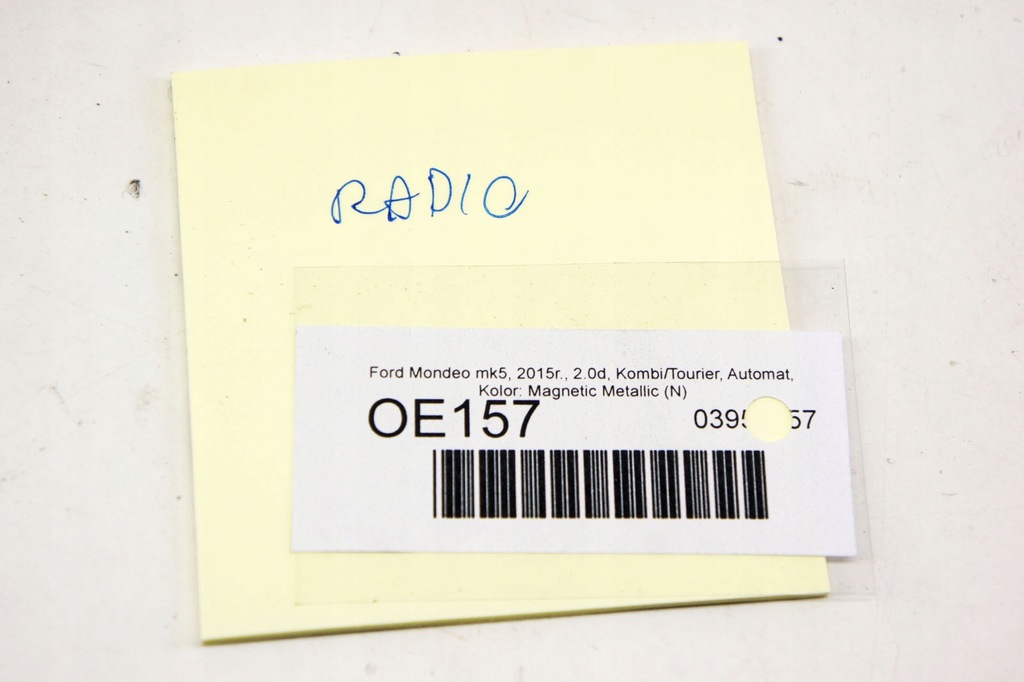 RADIO
Ford Mondeo mk5, 2015r., 2.0d, Kombi/Tourier, Automat,
Kolor: Magnetic Metallic (N)
OE157